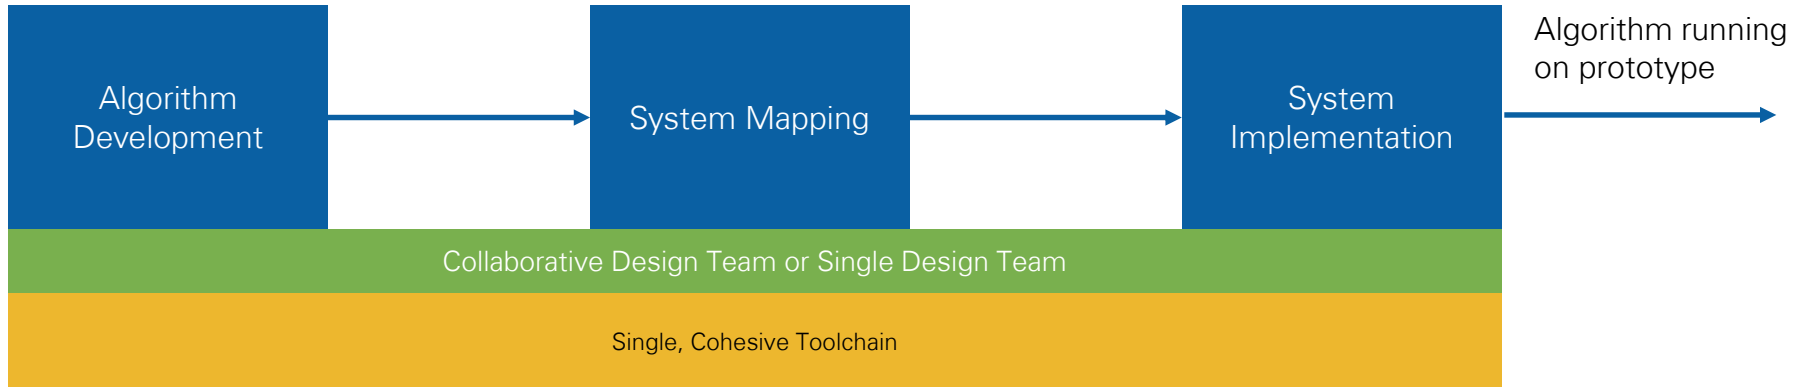 Algorithm
Development
System Mapping
System
Implementation
Algorithm running
on prototype
Collaborative Design Team or Single Design Team
Single, Cohesive Toolchain